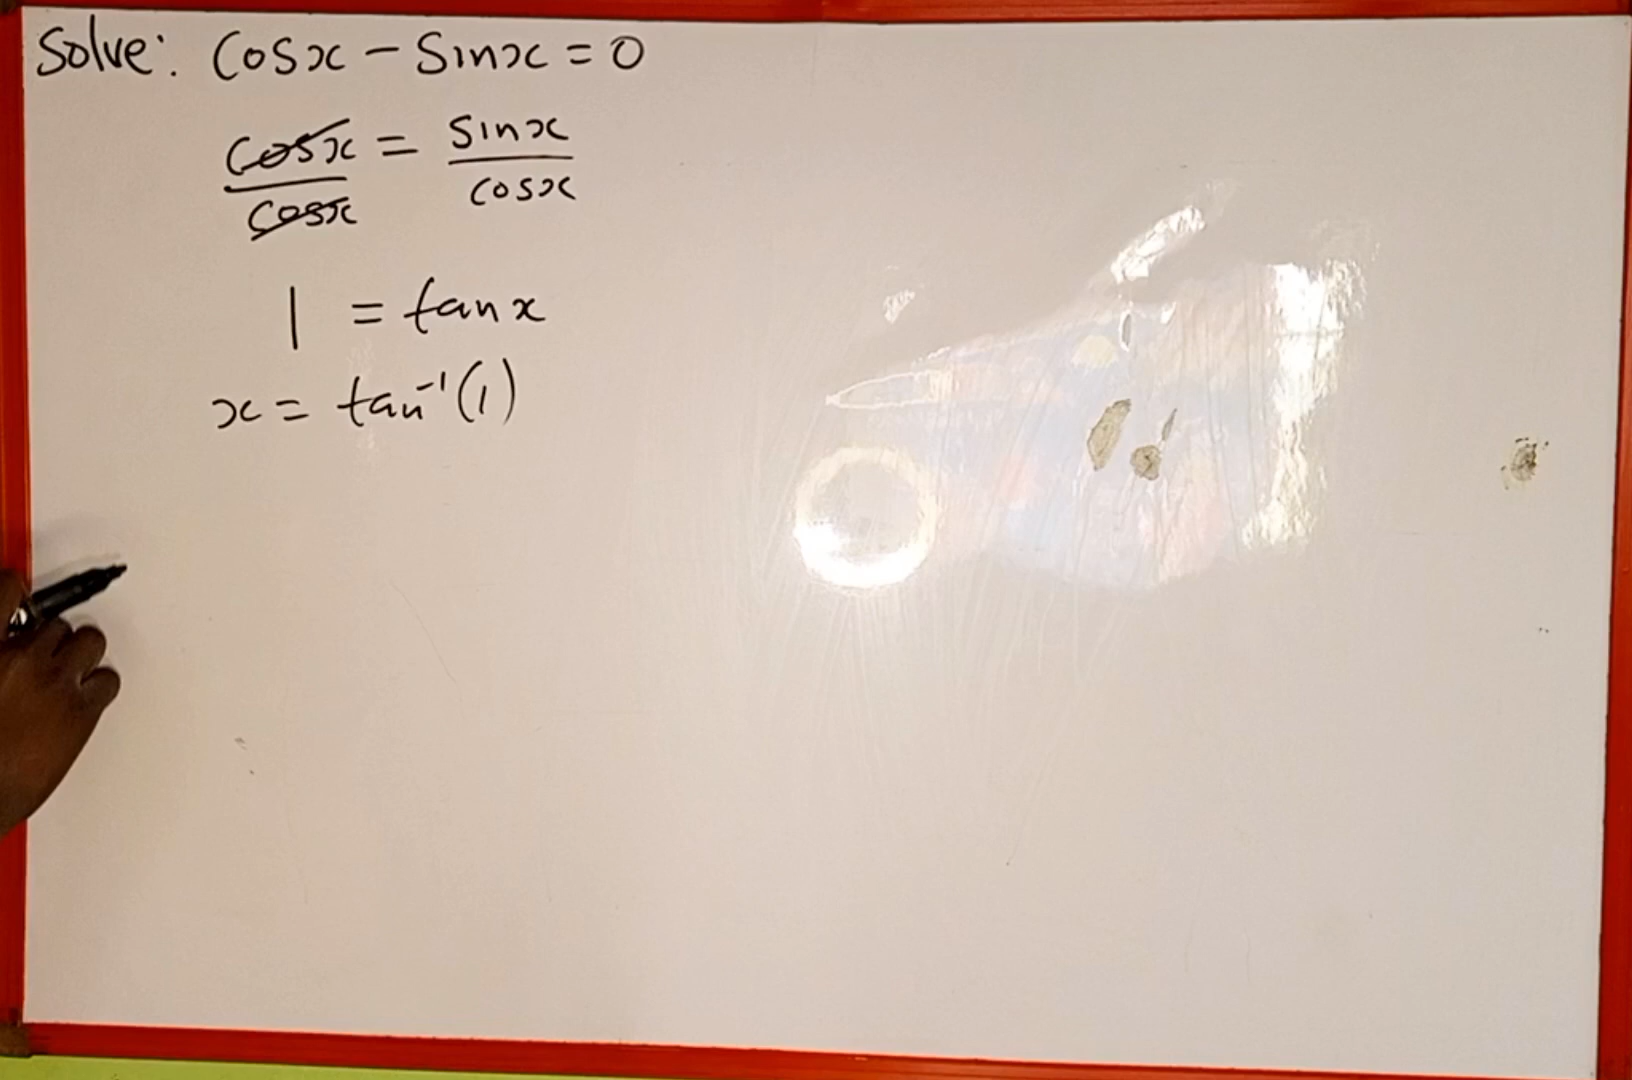 Solve: Cosx - Sinx = 0
cosx/cosx = sinx/cosx
1 = tanx
x = tan⁻¹(1)